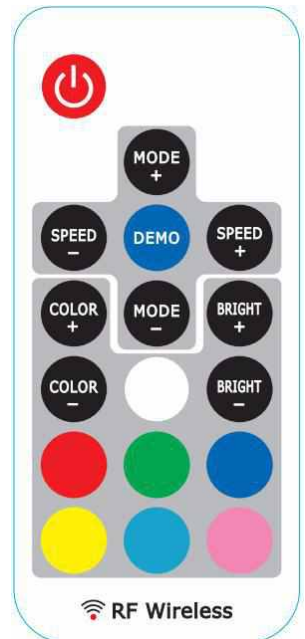 MODE
+
SPEED
−
DEMO
SPEED
+
COLOR
+
MODE
−
BRIGHT
+
COLOR
−
BRIGHT
−
RF Wireless